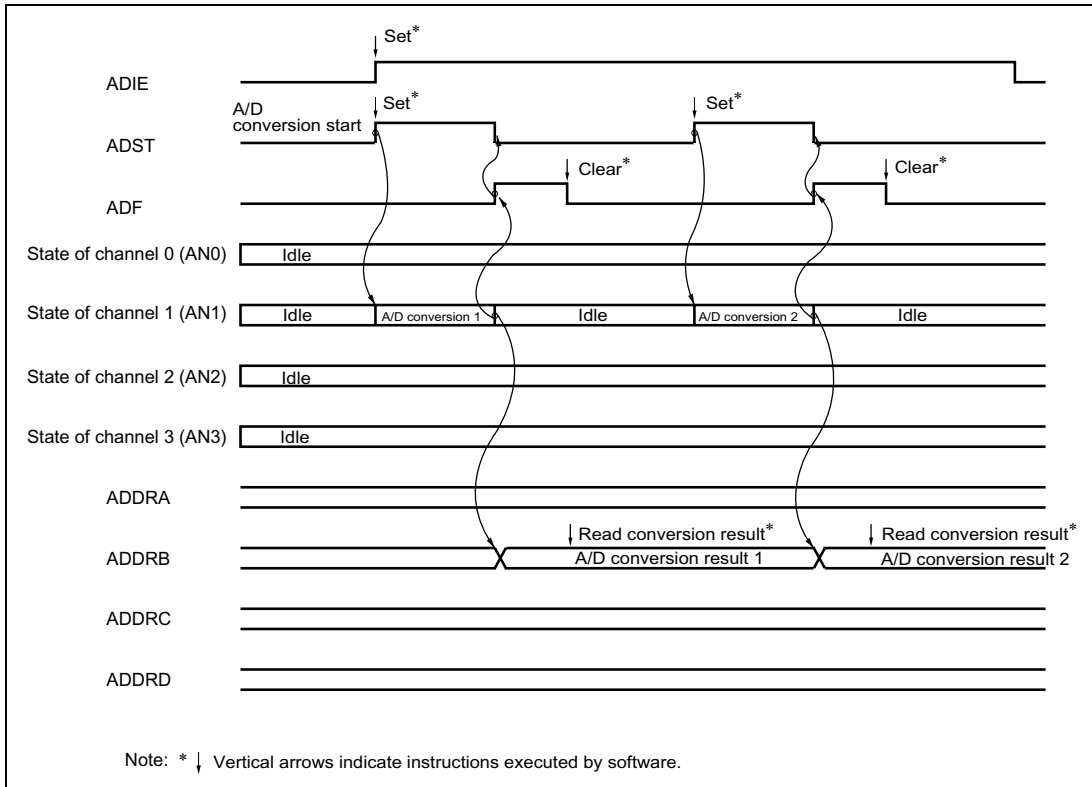 Set*
ADIE
A/D
conversion start
Set* Set*
ADST
Clear* Clear*
ADF
State of channel 0 (AN0) Idle
State of channel 1 (AN1) Idle A/D conversion 1 Idle A/D conversion 2 Idle
State of channel 2 (AN2) Idle
State of channel 3 (AN3) Idle
ADDRA
Read conversion result* Read conversion result*
ADDRB A/D conversion result 1 A/D conversion result 2
ADDRC
ADDRD
Note: * ↓ Vertical arrows indicate instructions executed by software.